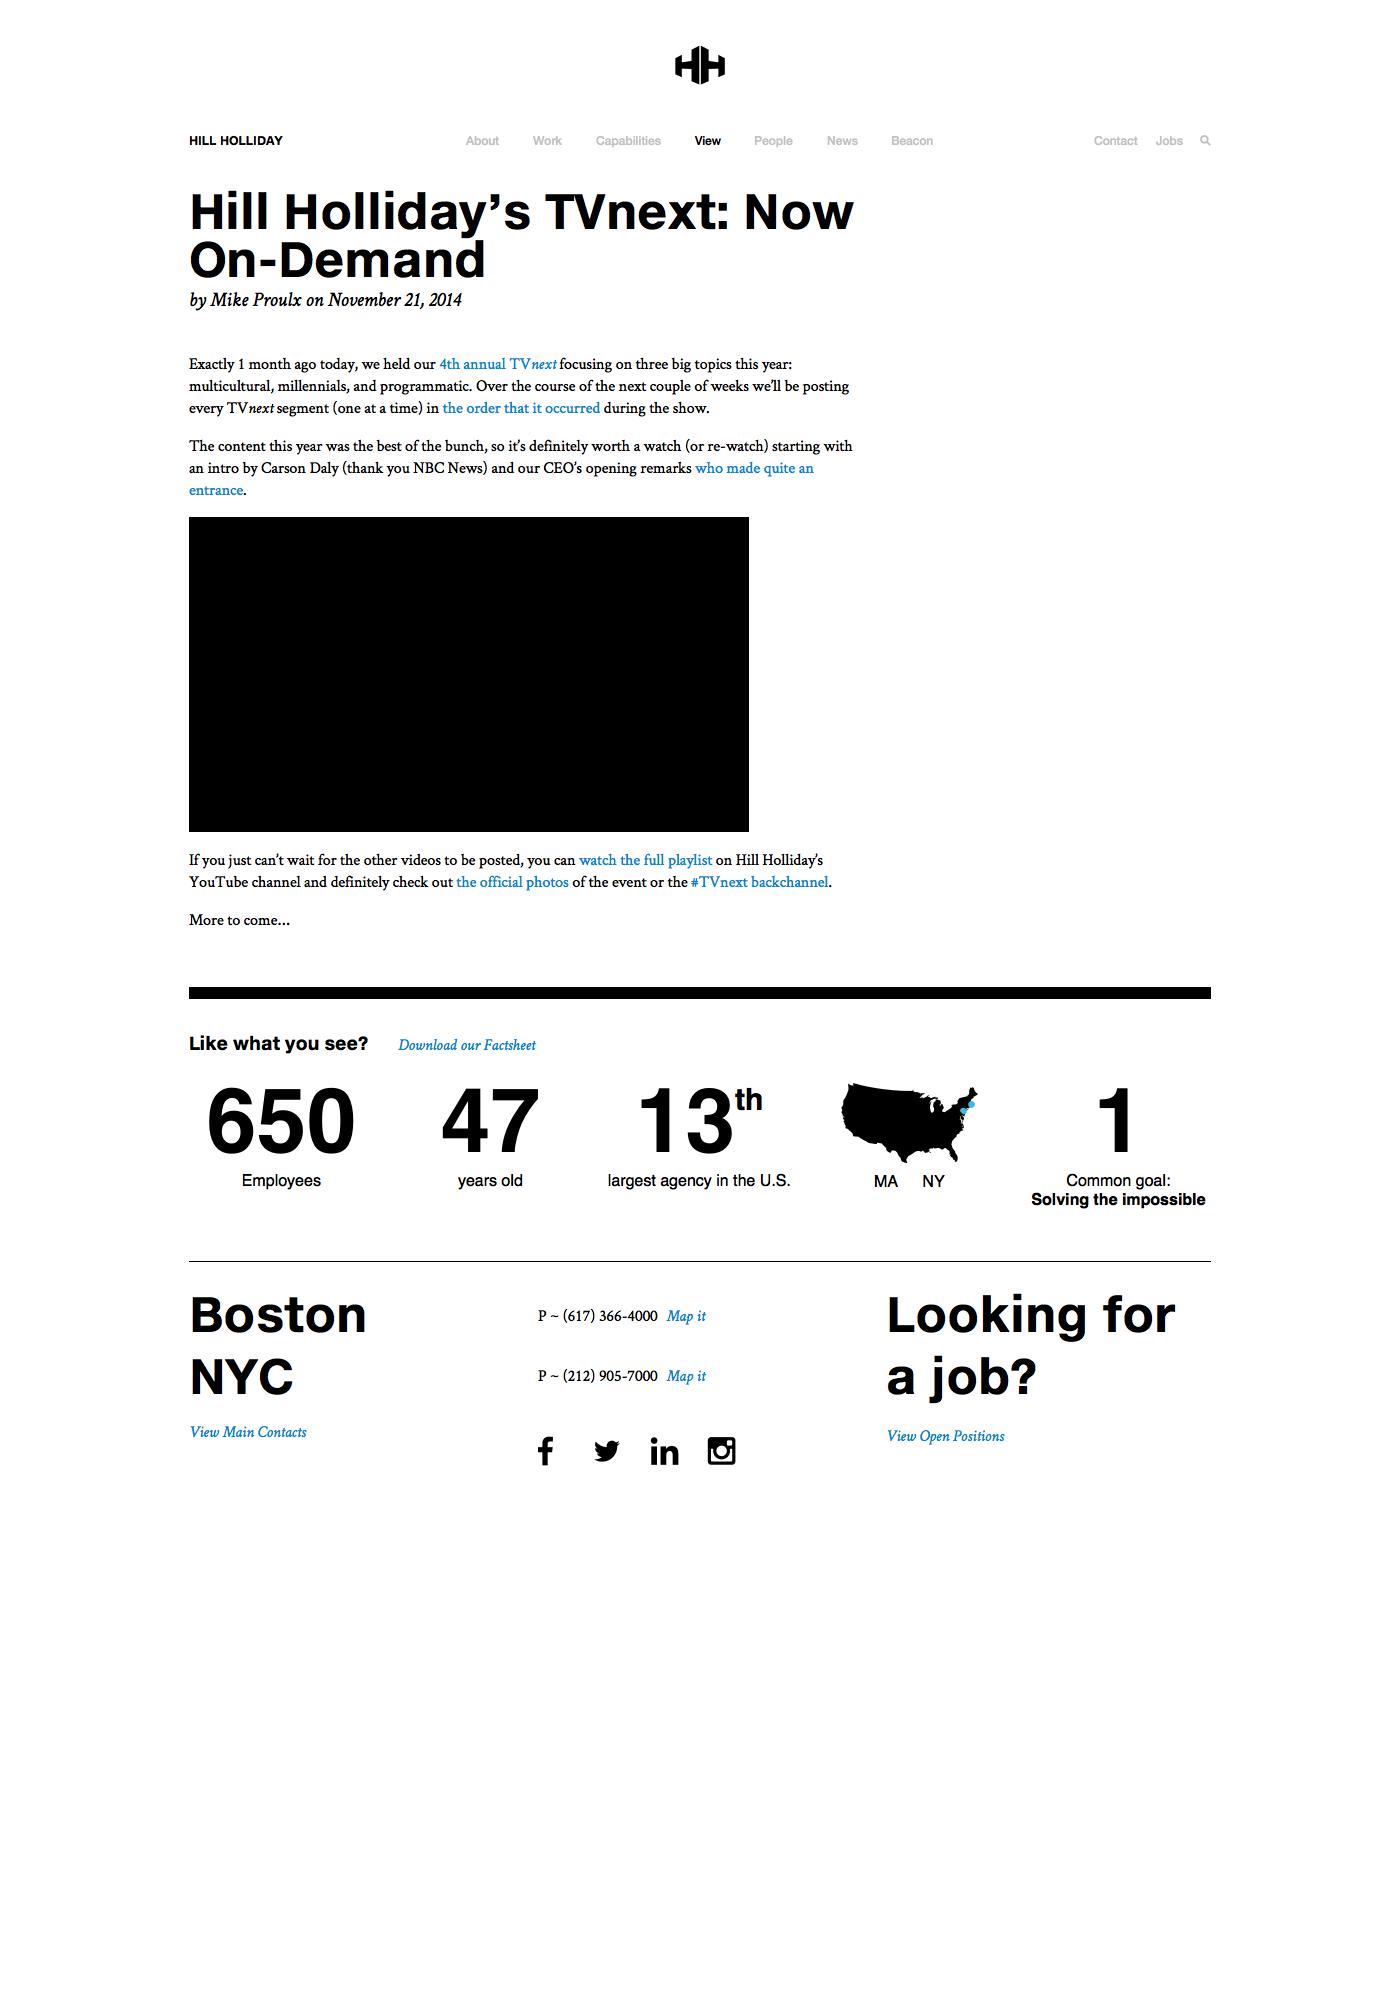 HILL HOLLIDAY
About Work Capabilities View People News Beacon
Contact Jobs
Hill Holliday’s TVnext: Now
On-Demand
by Mike Proulx on November 21, 2014
Exactly 1 month ago today, we held our 4th annual TVnext focusing on three big topics this year:
multicultural, millennials, and programmatic. Over the course of the next couple of weeks we’ll be posting
every TVnext segment (one at a time) in the order that it occurred during the show.
The content this year was the best of the bunch, so it’s definitely worth a watch (or re-watch) starting with
an intro by Carson Daly (thank you NBC News) and our CEO’s opening remarks who made quite an
entrance.
If you just can’t wait for the other videos to be posted, you can watch the full playlist on Hill Holliday’s
YouTube channel and definitely check out the official photos of the event or the #TVnext backchannel.
More to come…
Like what you see? Download our Factsheet
650
Employees
47
years old
13th
largest agency in the U.S.
MA NY
1
Common goal:
Solving the impossible
Boston
NYC
View Main Contacts
P ~ (617) 366-4000 Map it
P ~ (212) 905-7000 Map it
Looking for
a job?
View Open Positions